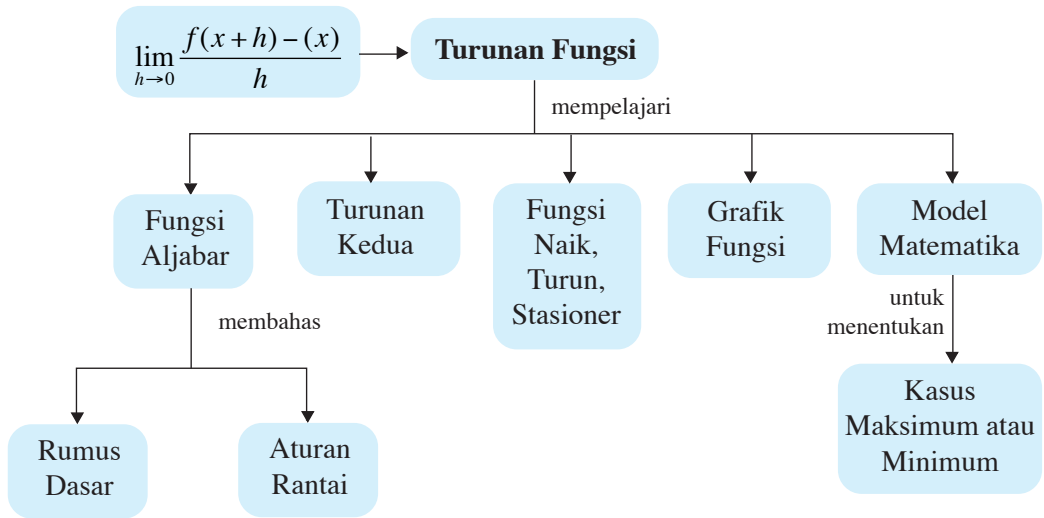 lim h→0 f(x + h) – (x) / h
Turunan Fungsi
mempelajari
Fungsi
Aljabar
Turunan
Kedua
Fungsi
Naik,
Turun,
Stasioner
Grafik
Fungsi
Model
Matematika
membahas
untuk
menentukan
Rumus
Dasar
Aturan
Rantai
Kasus
Maksimum atau
Minimum